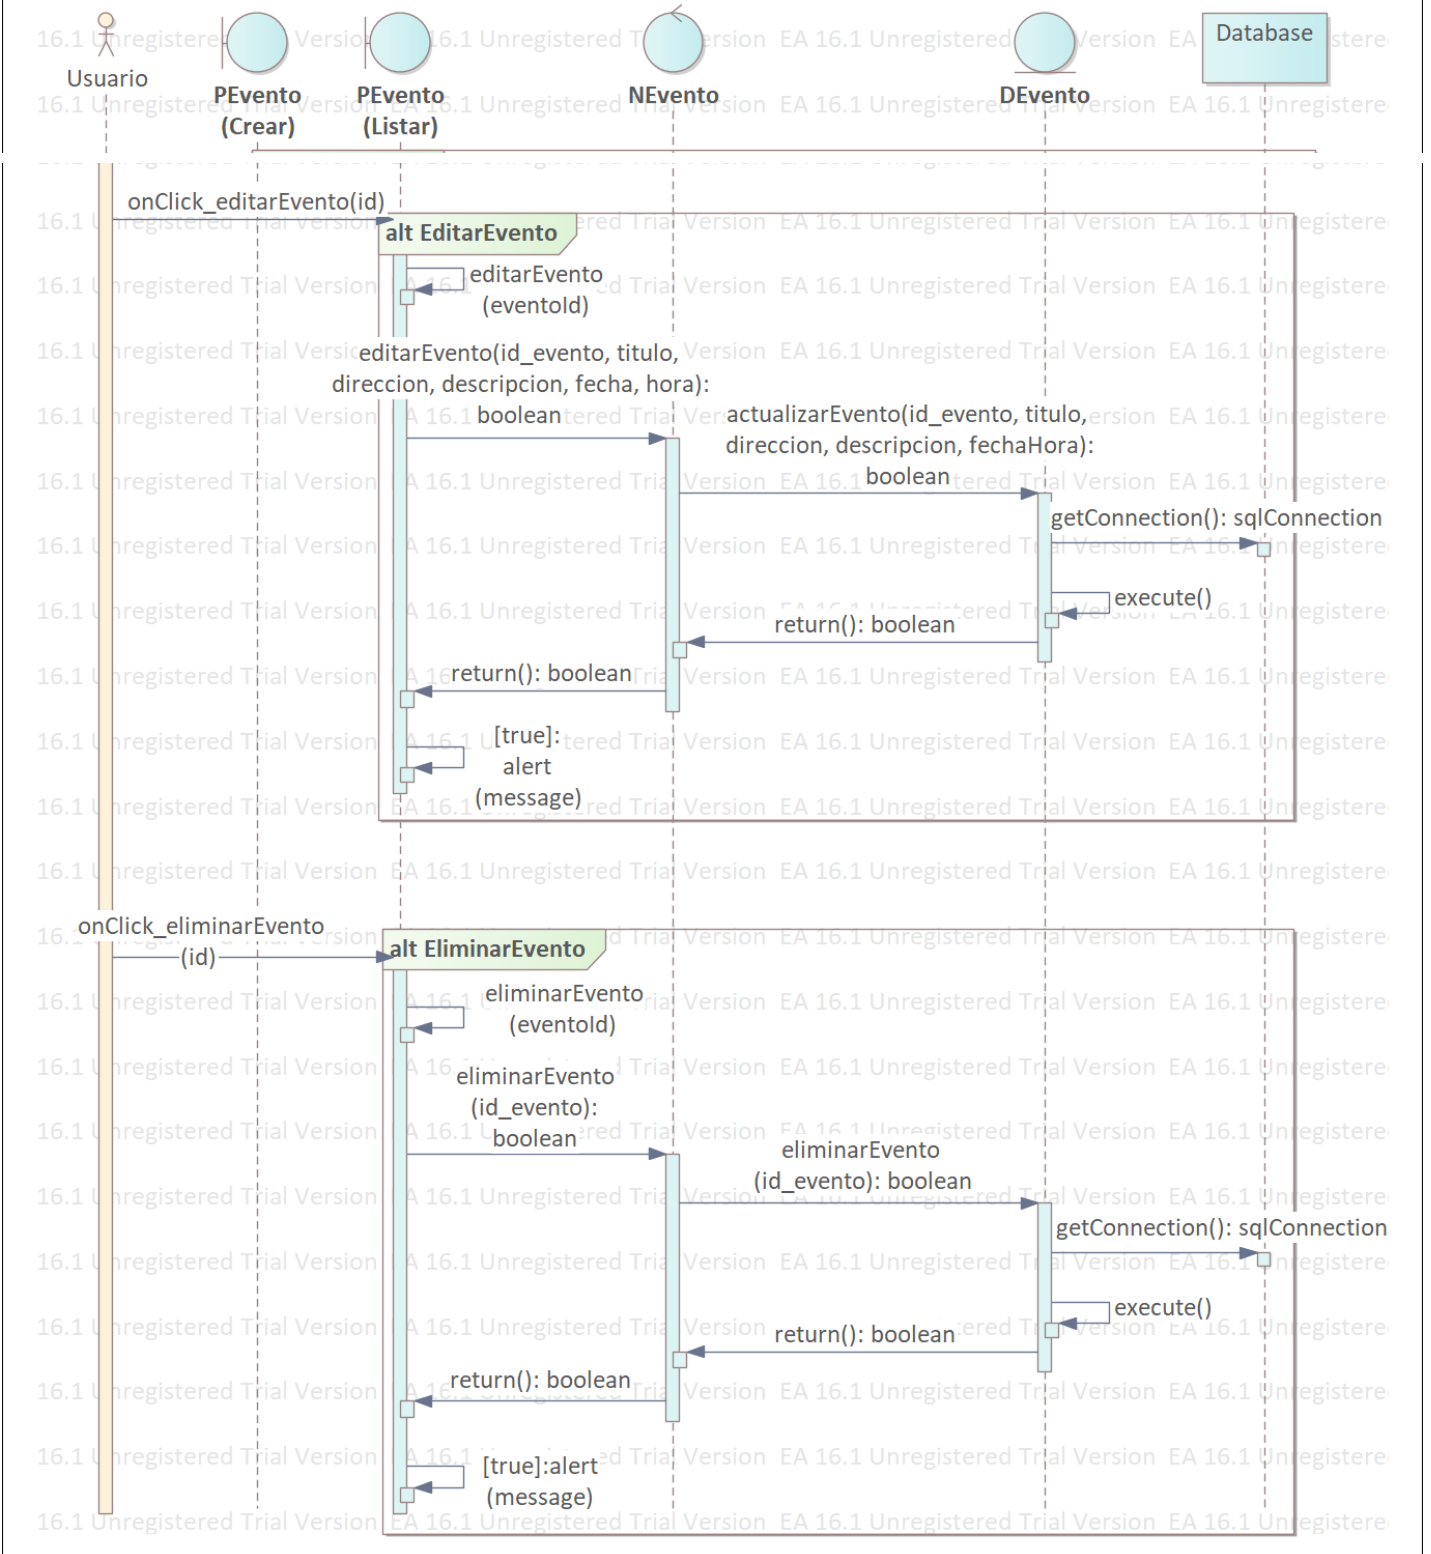 Usuario
PEvento
(Crear)
PEvento
(Listar)
NEvento
DEvento
Database
onClick_editarEvento(id)
alt EditarEvento
editarEvento
(eventoId)
editarEvento(id_evento, titulo,
direccion, descripcion, fecha, hora):
boolean
actualizarEvento(id_evento, titulo,
direccion, descripcion, fechaHora):
boolean
getConnection(): sqlConnection
execute()
return(): boolean
return(): boolean
[true]:
alert
(message)
onClick_eliminarEvento
(id)
alt EliminarEvento
eliminarEvento
(eventoId)
eliminarEvento
(id_evento):
boolean
eliminarEvento
(id_evento): boolean
getConnection(): sqlConnection
execute()
return(): boolean
return(): boolean
[true]:alert
(message)